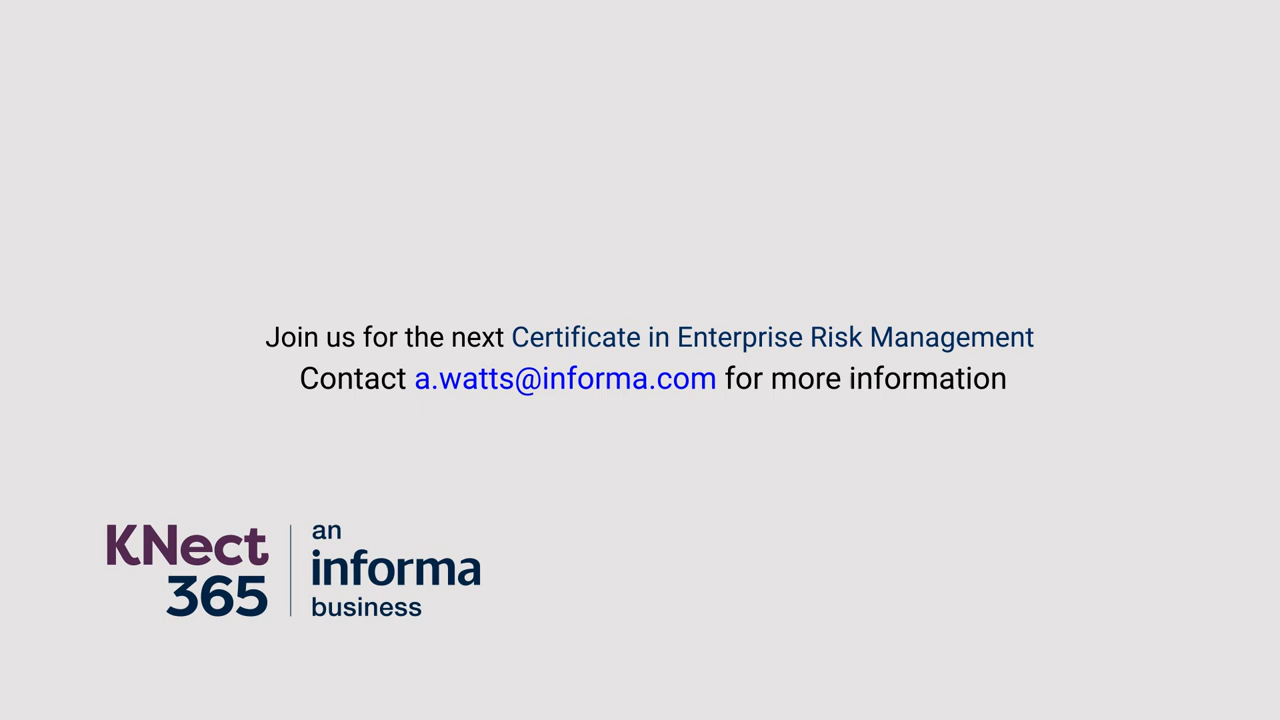 Join us for the next Certificate in Enterprise Risk Management
Contact a.watts@informa.com for more information
KNect
365
an
informa
business